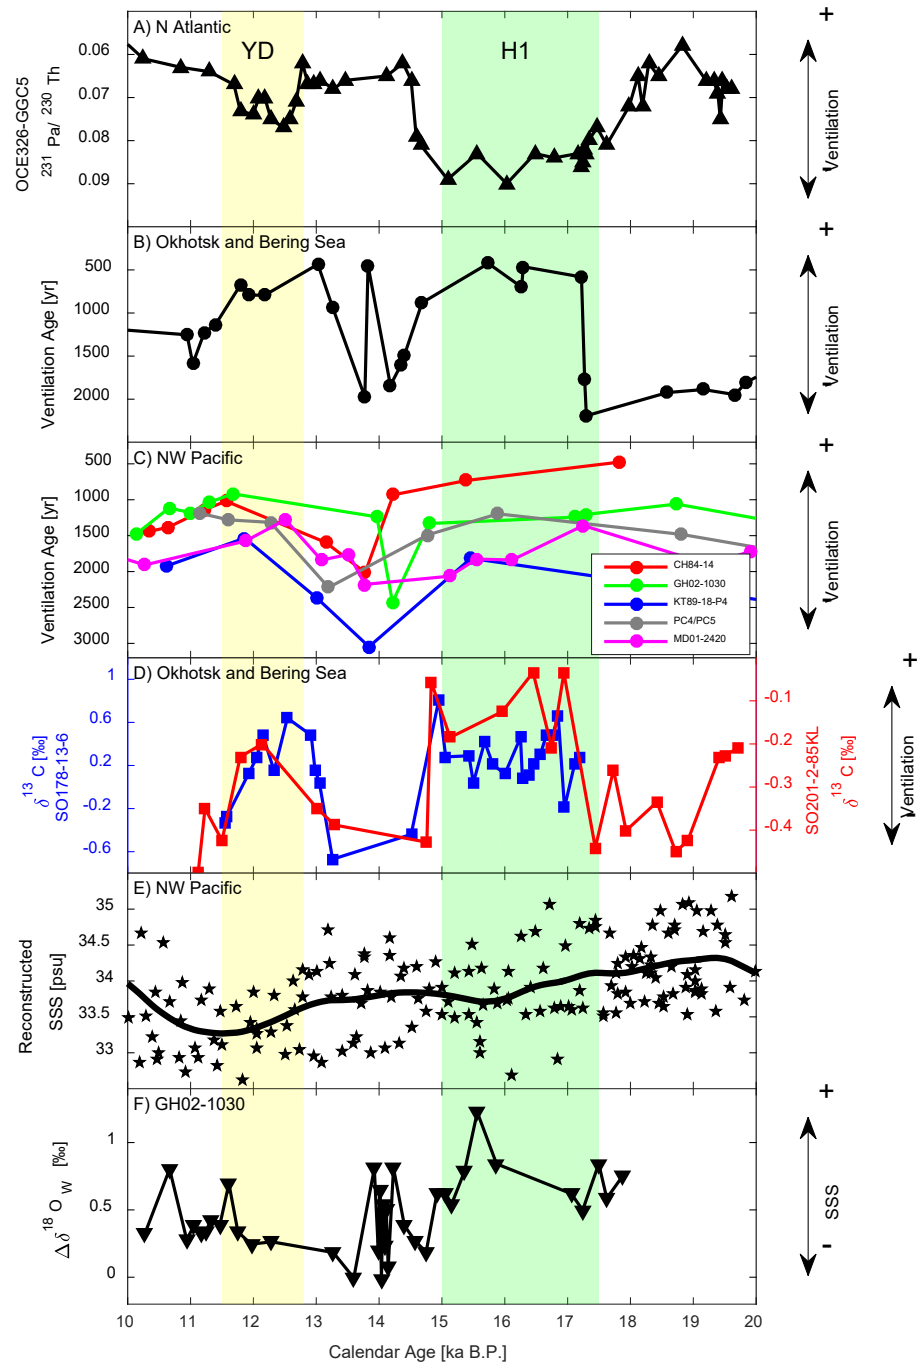 A) N Atlantic
YD
H1
0.06
0.07
0.08
0.09
OCE326-GGC5
231 Pa/ 230 Th
+
Ventilation
-
B) Okhotsk and Bering Sea
500
1000
1500
2000
Ventilation Age [yr]
+
Ventilation
-
C) NW Pacific
500
1000
1500
2000
2500
3000
Ventilation Age [yr]
CH84-14
GH02-1030
KT89-18-P4
PC4/PC5
MD01-2420
+
Ventilation
-
D) Okhotsk and Bering Sea
1
0.6
0.2
-0.2
-0.6
δ 13 C [‰]
SO178-13-6
-0.1
-0.2
-0.3
-0.4
SO201-2-85KL
δ 13 C [‰]
+
Ventilation
-
E) NW Pacific
35
34.5
34
33.5
33
Reconstructed
SSS [psu]
F) GH02-1030
1
0.5
0
Δδ 18 O W [‰]
+
SSS
-
10 11 12 13 14 15 16 17 18 19 20
Calendar Age [ka B.P.]